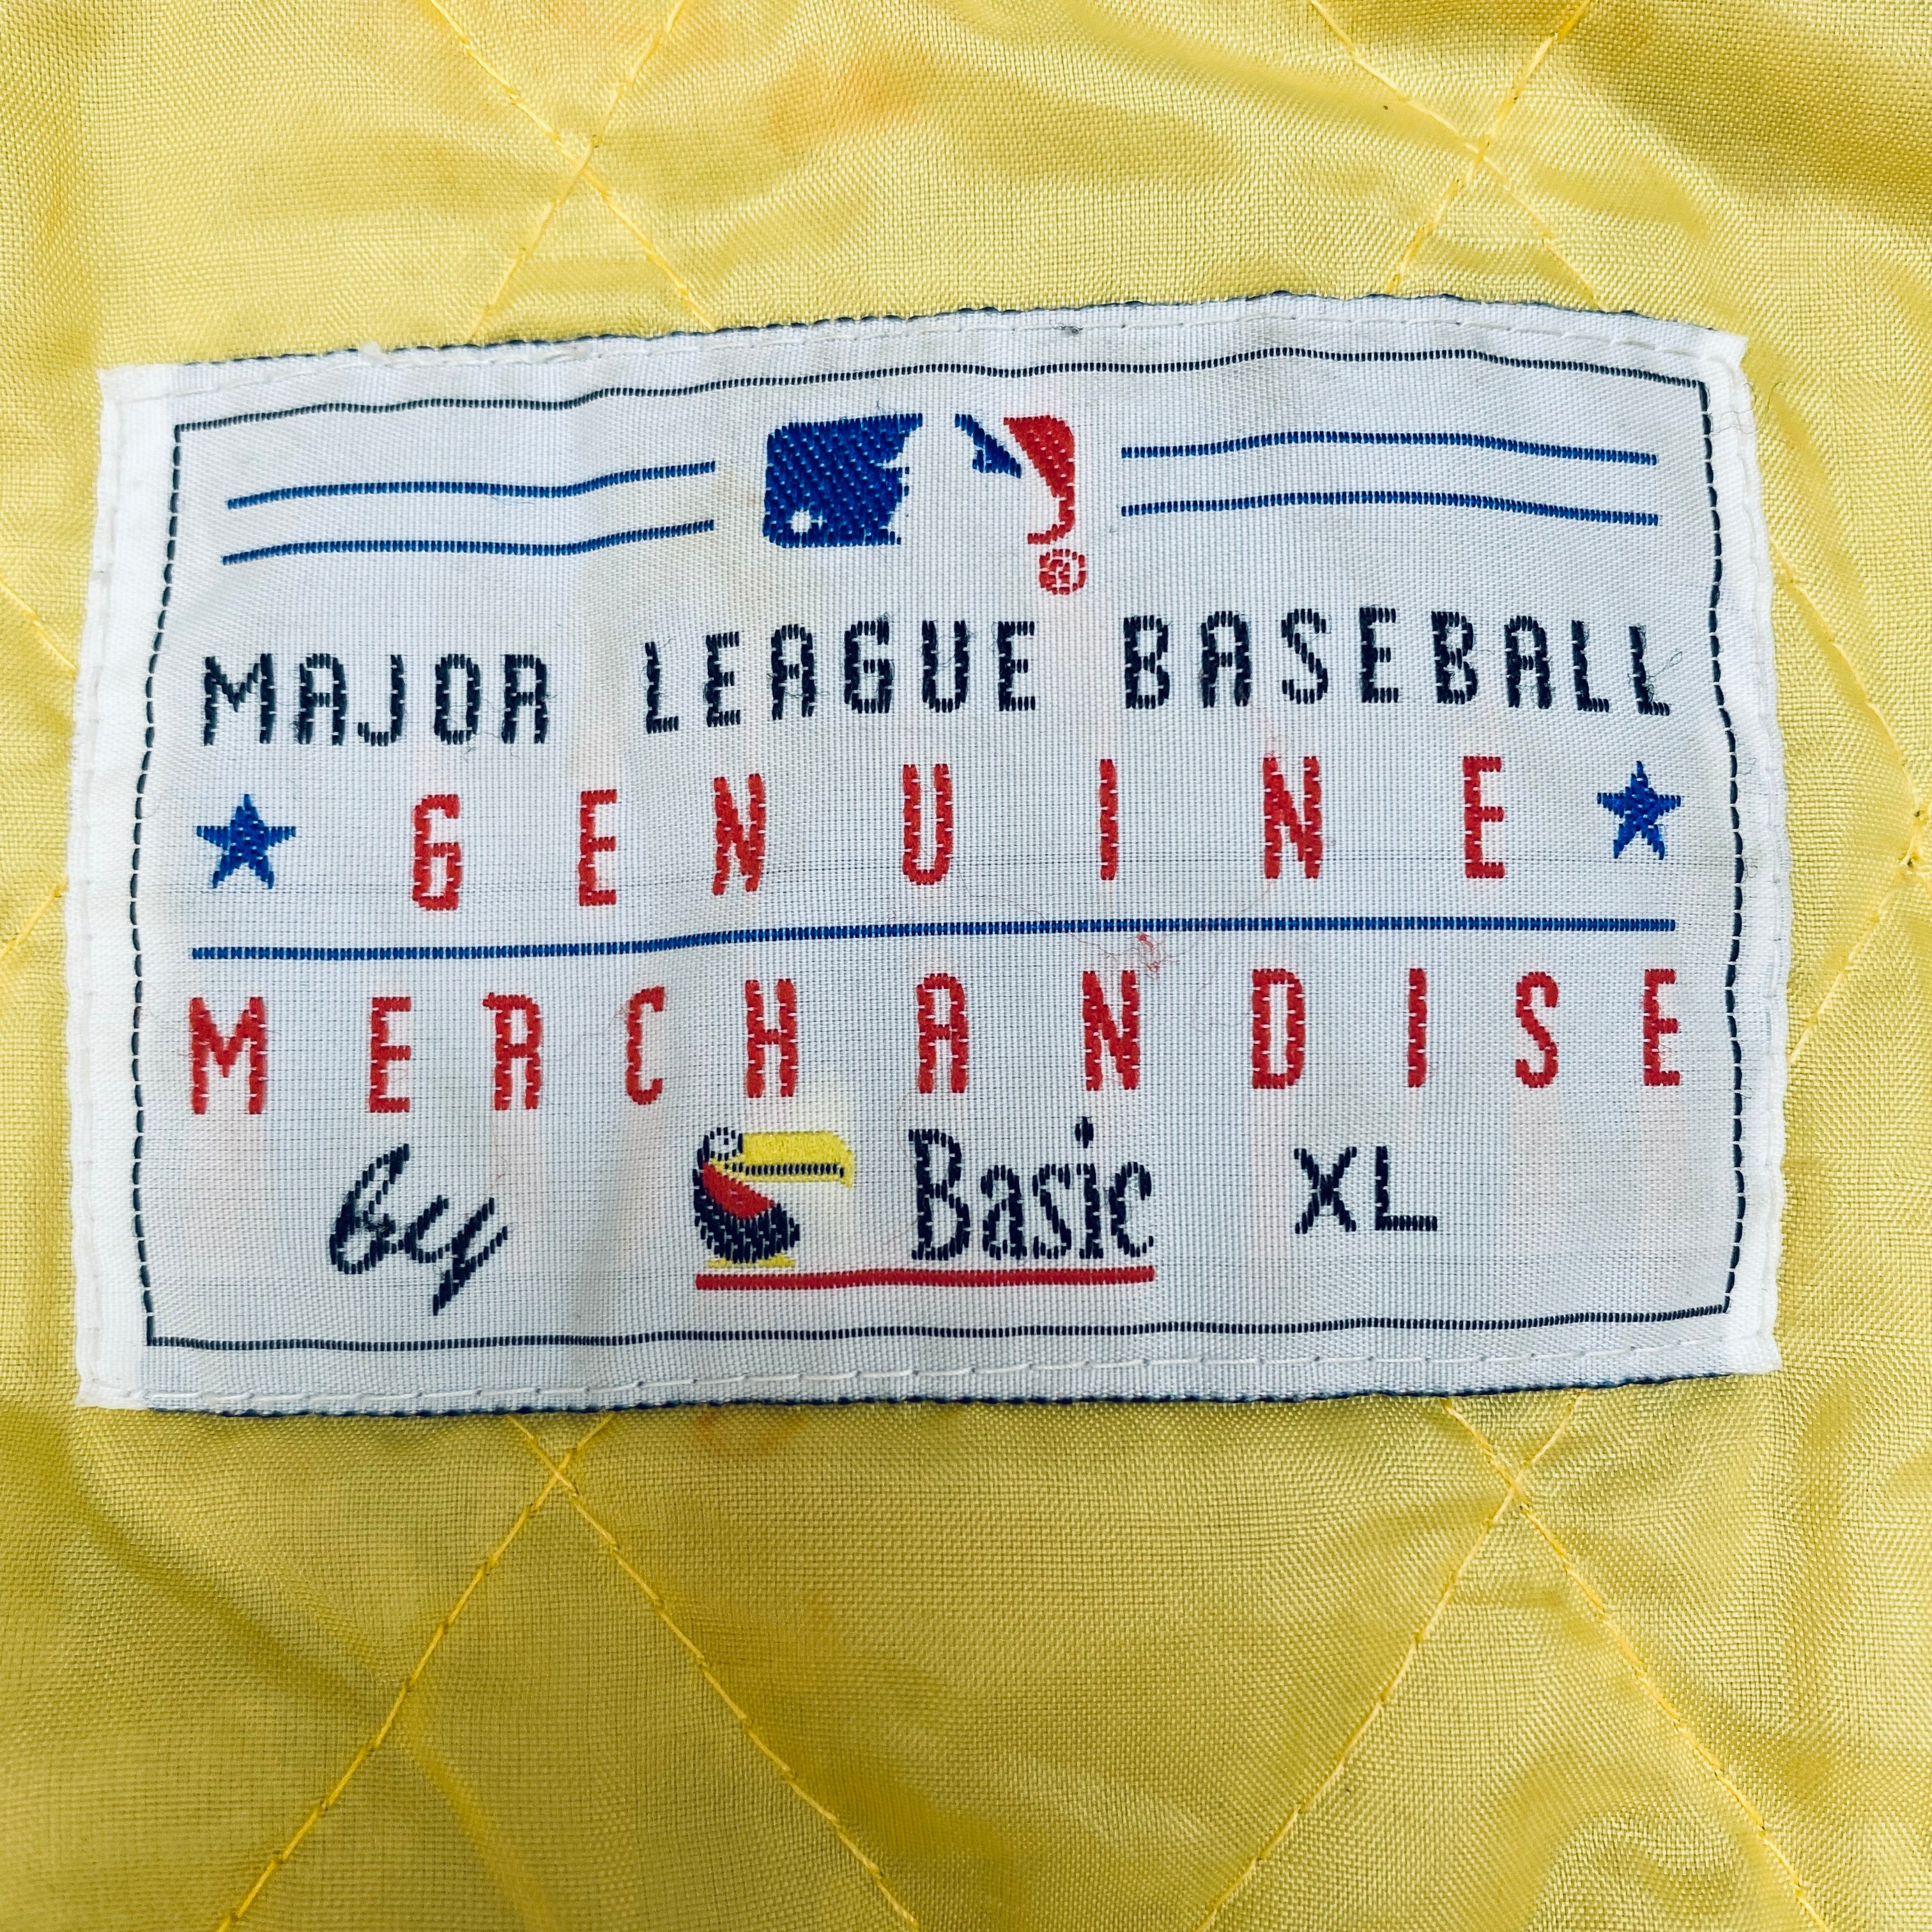 ®
MAJOR LEAGUE BASEBALL
GENUINE
MERCHANDISE
by Basic XL